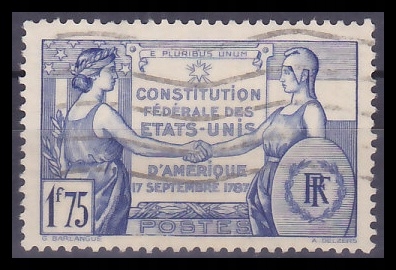 E PLURIBUS UNUM
CONSTITUTION
FÉDÉRALE DES
ETATS-UNIS
D'AMÉRIQUE
17 SEPTEMBRE 1787
1F75
RF
POSTES
G. BARLANGUE
A. DELZERS